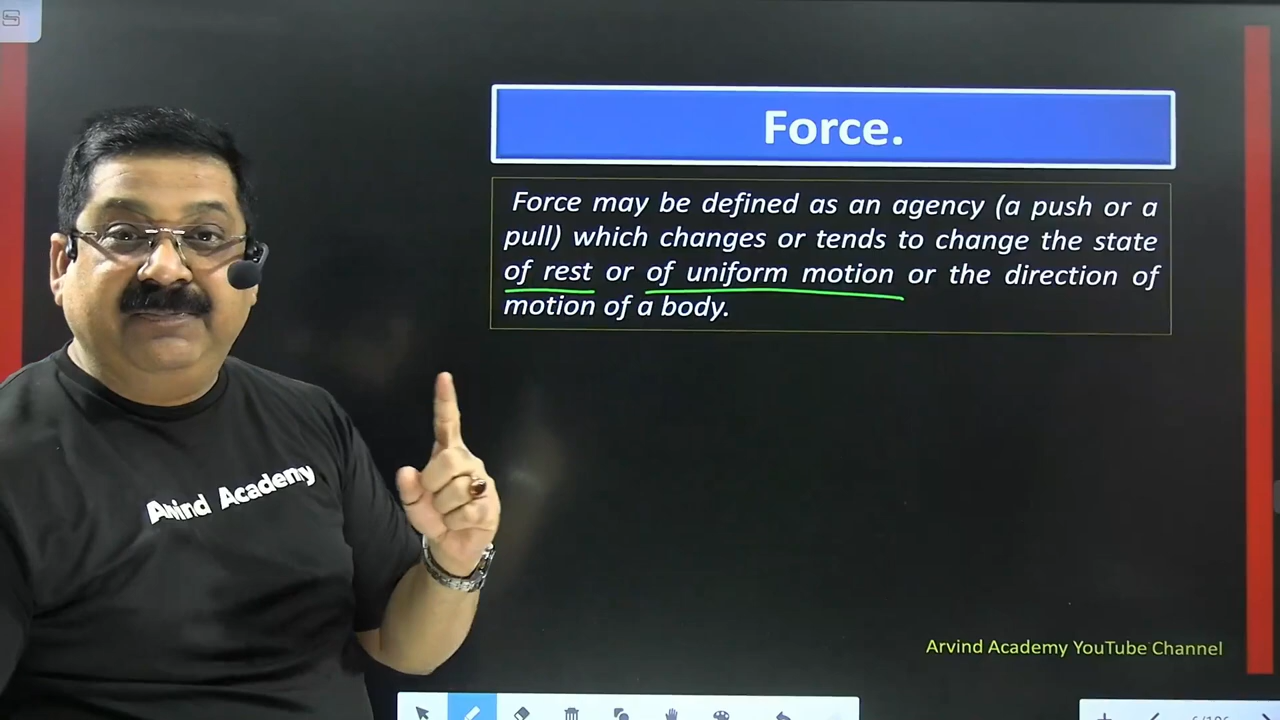 Force.
Force may be defined as an agency (a push or a
pull) which changes or tends to change the state
of rest or of uniform motion or the direction of
motion of a body.
Arvind Academy
Arvind Academy YouTube Channel